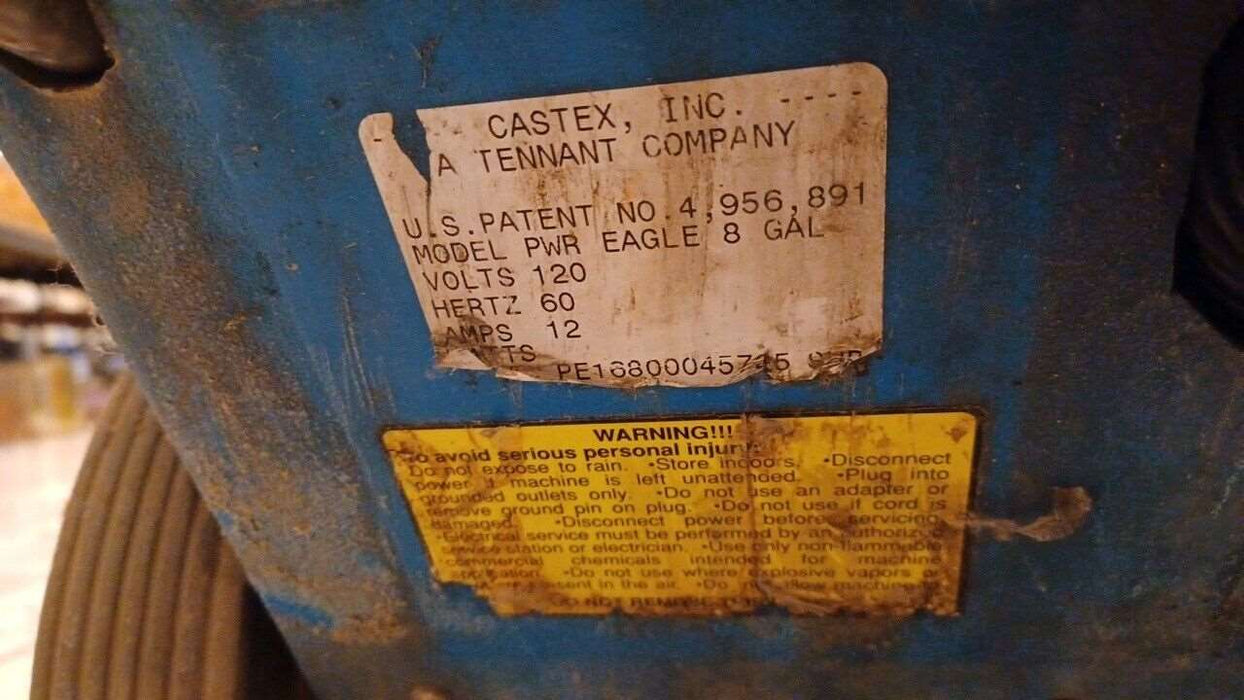 CASTEX, INC. ----
A TENNANT COMPANY
U.S. PATENT NO. 4,956,891
MODEL PWR EAGLE 8 GAL
VOLTS 120
HERTZ 60
AMPS 12
WARNING!!!
To avoid serious personal injury:
Do not expose to rain. •Store indoors. •Disconnect
power if machine is left unattended. •Plug into
grounded outlets only. •Do not use an adapter or
remove ground pin on plug. •Do not use if cord is
damaged. •Disconnect power before servicing.
•Electrical service must be performed by an authorized
service station or electrician. •Use only non-flammable
commercial chemicals intended for machine
•Do not use where explosive vapors
in the air.